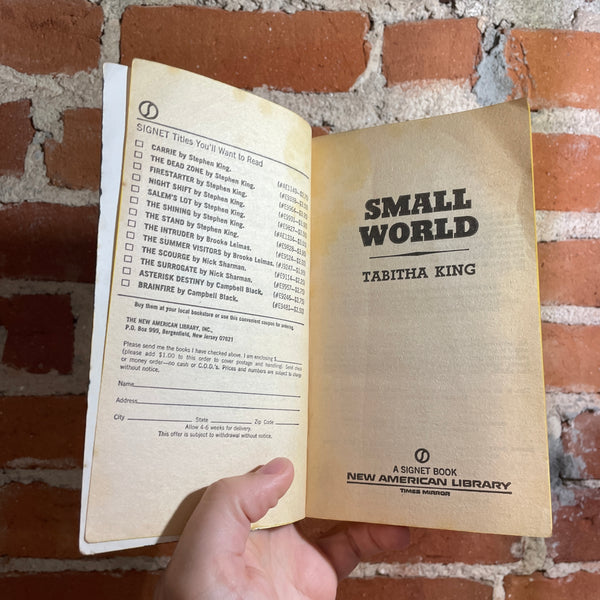 SIGNET Titles You'll Want to Read
CARRIE by Stephen King.
THE DEAD ZONE by Stephen King.
FIRESTARTER by Stephen King.
NIGHT SHIFT by Stephen King.
SALEM'S LOT by Stephen King.
THE SHINING by Stephen King.
THE STAND by Stephen King.
THE INTRUDER by Brooke Leimas.
THE SUMMER VISITORS by Brooke Leimas.
THE SCOURGE by Nick Sharman.
THE SURROGATE by Nick Sharman.
ASTERISK DESTINY by Campbell Black.
BRAINFIRE by Campbell Black.
Buy them at your local bookstore or use this convenient coupon for ordering
THE NEW AMERICAN LIBRARY, INC.,
P.O. Box 999, Bergenfield, New Jersey 07621
Please send me the books I have checked above. I am enclosing $
(please add $1.00 to this order to cover postage and handling). Send check
or money order—no cash or C.O.D.'s. Prices and numbers are subject to change
without notice.
Name
Address
City State Zip Code
Allow 4-6 weeks for delivery.
This offer is subject to withdrawal without notice.
SMALL
WORLD
TABITHA KING
A SIGNET BOOK
NEW AMERICAN LIBRARY
TIMES MIRROR